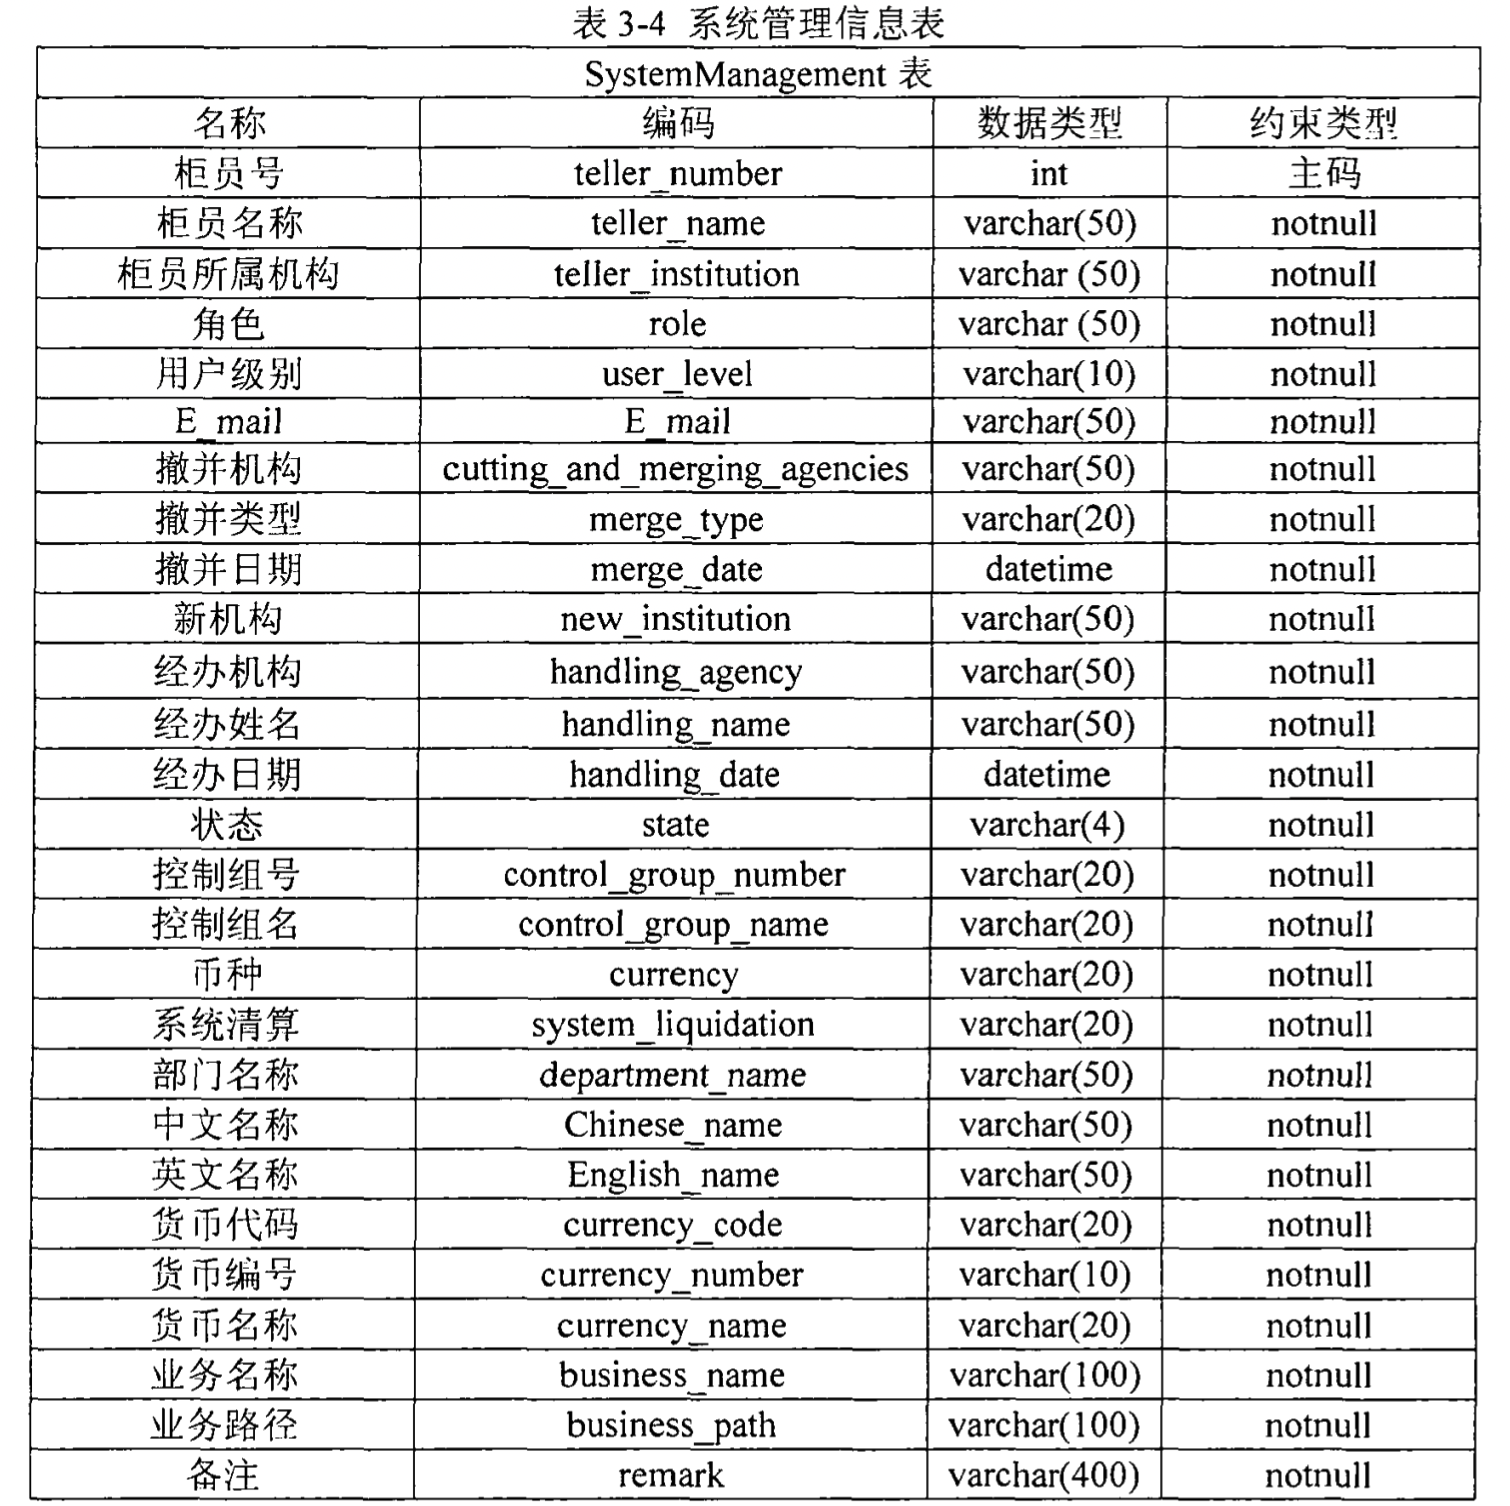 表 3-4 系统管理信息表
SystemManagement 表
名称 编码 数据类型 约束类型
柜员号 teller_number int 主码
柜员名称 teller_name varchar(50) notnull
柜员所属机构 teller_institution varchar (50) notnull
角色 role varchar (50) notnull
用户级别 user_level varchar(10) notnull
E_mail E_mail varchar(50) notnull
撤并机构 cutting_and_merging_agencies varchar(50) notnull
撤并类型 merge_type varchar(20) notnull
撤并日期 merge_date datetime notnull
新机构 new_institution varchar(50) notnull
经办机构 handling_agency varchar(50) notnull
经办姓名 handling_name varchar(50) notnull
经办日期 handling_date datetime notnull
状态 state varchar(4) notnull
控制组号 control_group_number varchar(20) notnull
控制组名 control_group_name varchar(20) notnull
币种 currency varchar(20) notnull
系统清算 system_liquidation varchar(20) notnull
部门名称 department_name varchar(50) notnull
中文名称 Chinese_name varchar(50) notnull
英文名称 English_name varchar(50) notnull
货币代码 currency_code varchar(20) notnull
货币编号 currency_number varchar(10) notnull
货币名称 currency_name varchar(20) notnull
业务名称 business_name varchar(100) notnull
业务路径 business_path varchar(100) notnull
备注 remark varchar(400) notnull